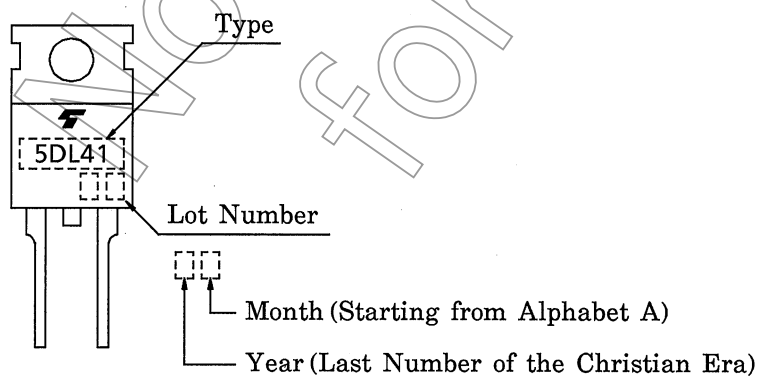 Type
5DL41
Lot Number
Month (Starting from Alphabet A)
Year (Last Number of the Christian Era)